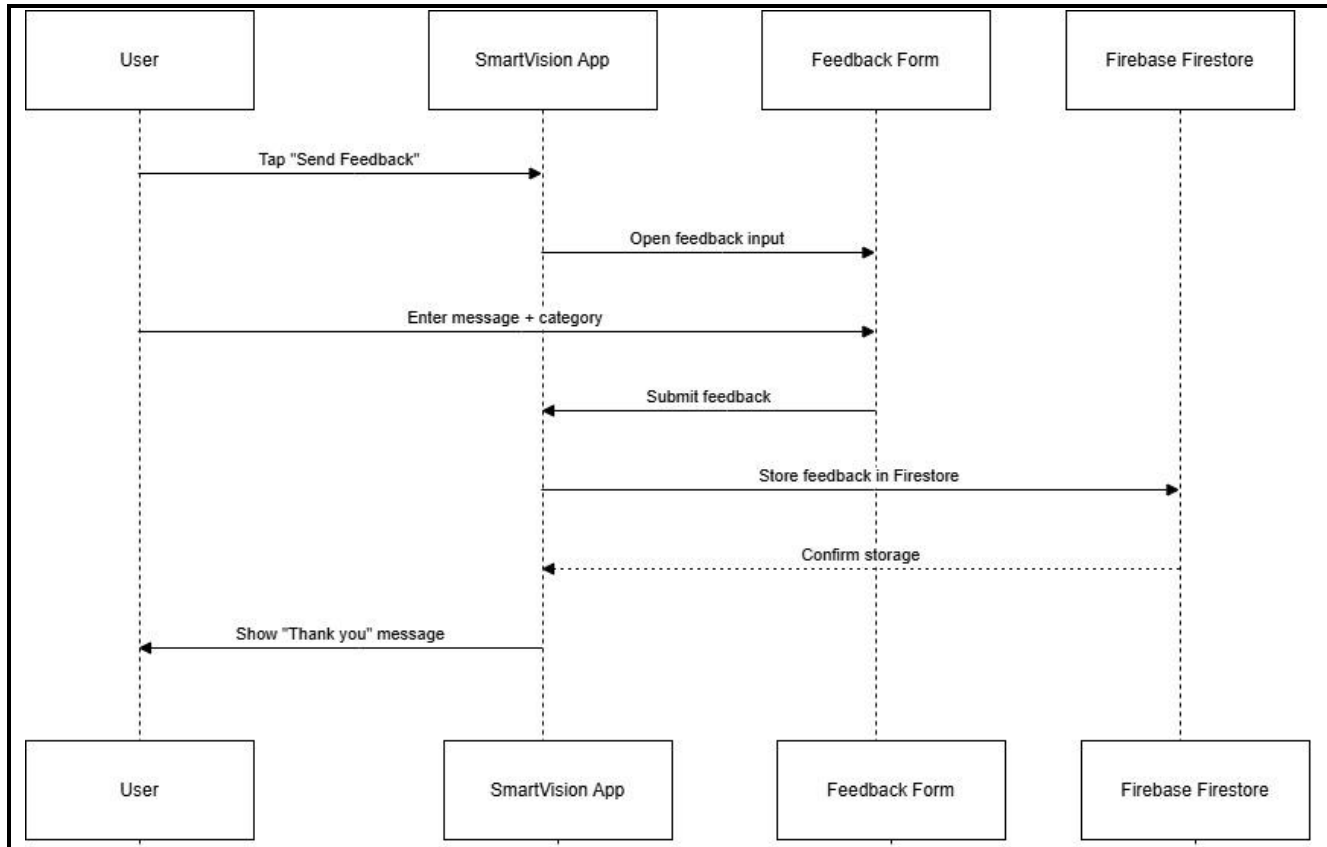 User
SmartVision App
Feedback Form
Firebase Firestore
Tap "Send Feedback"
Open feedback input
Enter message + category
Submit feedback
Store feedback in Firestore
Confirm storage
Show "Thank you" message
User
SmartVision App
Feedback Form
Firebase Firestore